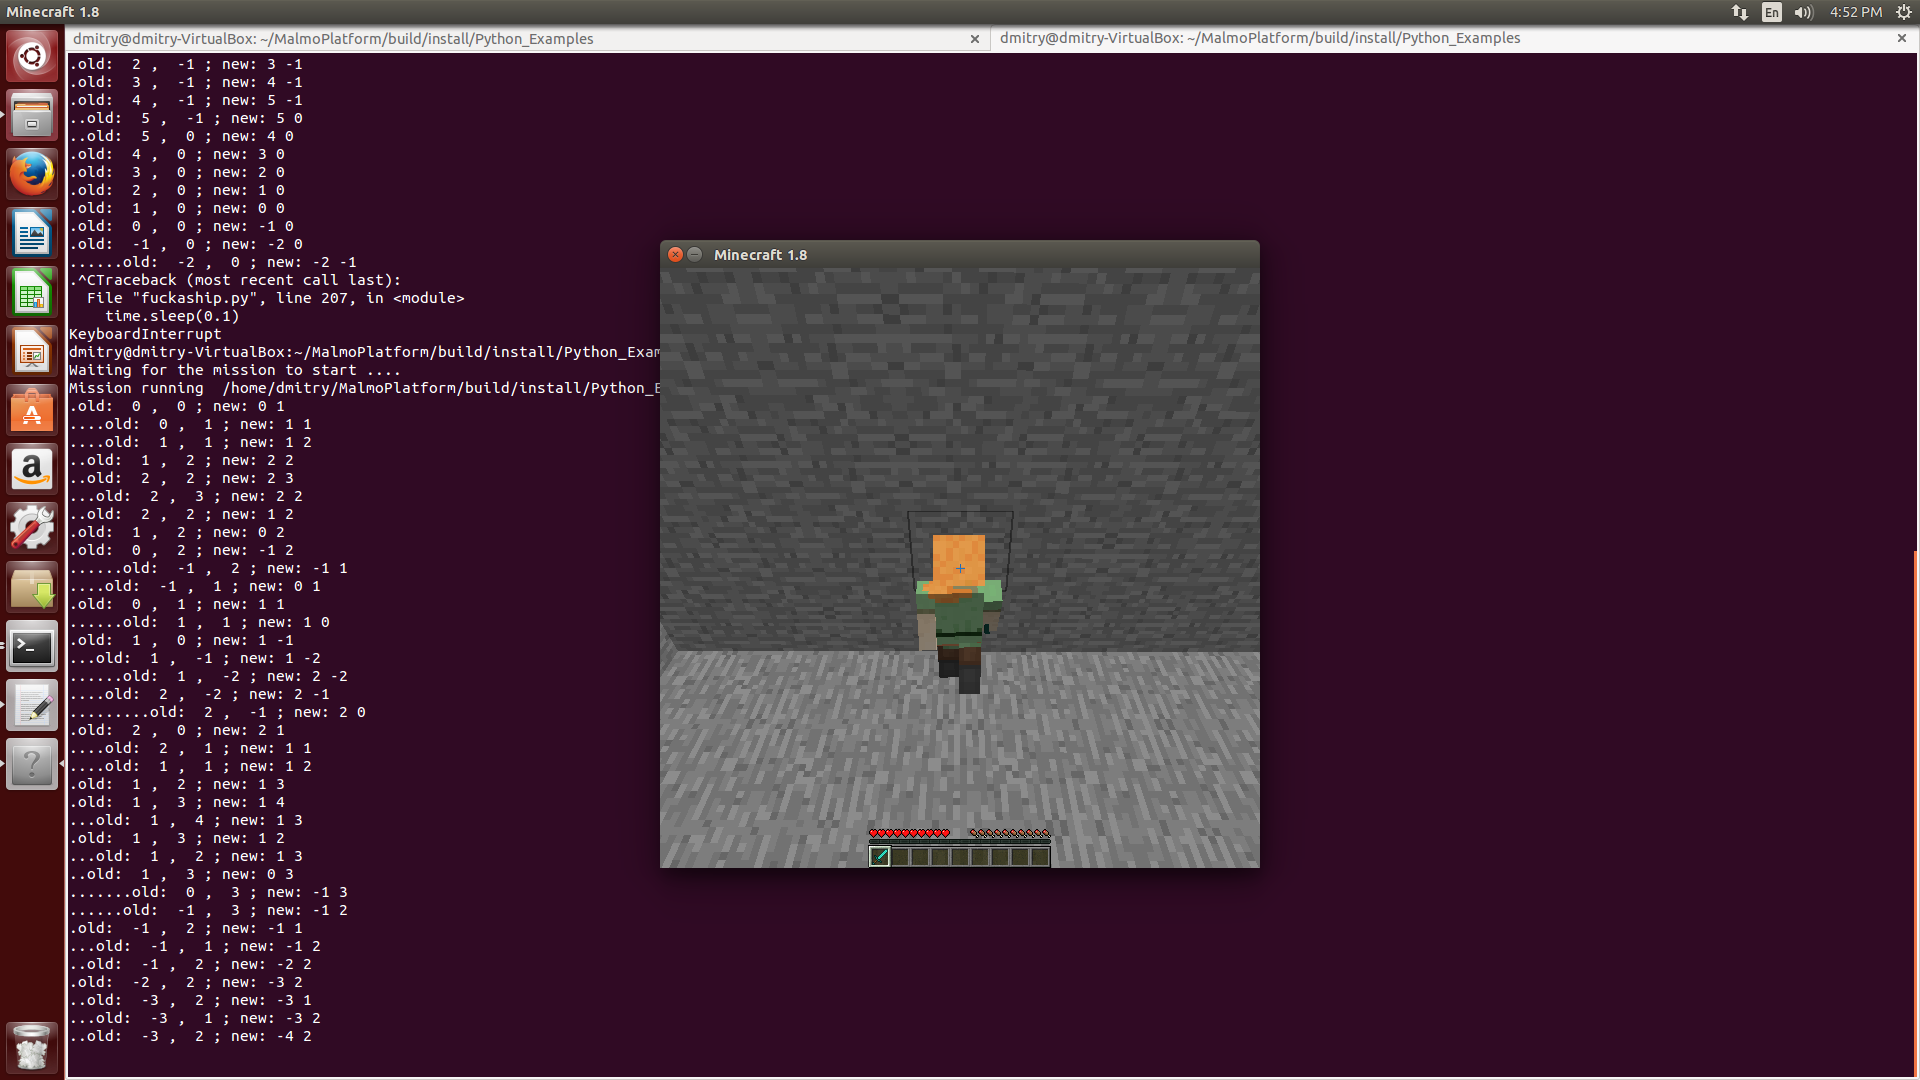 Minecraft 1.8
En
4:52 PM
dmitry@dmitry-VirtualBox: ~/MalmoPlatform/build/install/Python_Examples
dmitry@dmitry-VirtualBox: ~/MalmoPlatform/build/install/Python_Examples
.old:  2 ,  -1 ; new: 3 -1
.old:  3 ,  -1 ; new: 4 -1
.old:  4 ,  -1 ; new: 5 -1
..old:  5 ,  -1 ; new: 5 0
..old:  5 ,  0 ; new: 4 0
.old:  4 ,  0 ; new: 3 0
.old:  3 ,  0 ; new: 2 0
.old:  2 ,  0 ; new: 1 0
.old:  1 ,  0 ; new: 0 0
.old:  0 ,  0 ; new: -1 0
.old:  -1 ,  0 ; new: -2 0
......old:  -2 ,  0 ; new: -2 -1
.^CTraceback (most recent call last):
  File "fuckaship.py", line 207, in <module>
    time.sleep(0.1)
KeyboardInterrupt
dmitry@dmitry-VirtualBox:~/MalmoPlatform/build/install/Python_Exam
Waiting for the mission to start ....
Mission running  /home/dmitry/MalmoPlatform/build/install/Python_E
.old:  0 ,  0 ; new: 0 1
....old:  0 ,  1 ; new: 1 1
....old:  1 ,  1 ; new: 1 2
..old:  1 ,  2 ; new: 2 2
..old:  2 ,  2 ; new: 2 3
...old:  2 ,  3 ; new: 2 2
..old:  2 ,  2 ; new: 1 2
.old:  1 ,  2 ; new: 0 2
.old:  0 ,  2 ; new: -1 2
......old:  -1 ,  2 ; new: -1 1
....old:  -1 ,  1 ; new: 0 1
.old:  0 ,  1 ; new: 1 1
......old:  1 ,  1 ; new: 1 0
.old:  1 ,  0 ; new: 1 -1
...old:  1 ,  -1 ; new: 1 -2
......old:  1 ,  -2 ; new: 2 -2
....old:  2 ,  -2 ; new: 2 -1
.........old:  2 ,  -1 ; new: 2 0
.old:  2 ,  0 ; new: 2 1
....old:  2 ,  1 ; new: 1 1
....old:  1 ,  1 ; new: 1 2
.old:  1 ,  2 ; new: 1 3
.old:  1 ,  3 ; new: 1 4
...old:  1 ,  4 ; new: 1 3
.old:  1 ,  3 ; new: 1 2
...old:  1 ,  2 ; new: 1 3
..old:  1 ,  3 ; new: 0 3
.......old:  0 ,  3 ; new: -1 3
......old:  -1 ,  3 ; new: -1 2
.old:  -1 ,  2 ; new: -1 1
...old:  -1 ,  1 ; new: -1 2
..old:  -1 ,  2 ; new: -2 2
.old:  -2 ,  2 ; new: -3 2
..old:  -3 ,  2 ; new: -3 1
...old:  -3 ,  1 ; new: -3 2
..old:  -3 ,  2 ; new: -4 2
Minecraft 1.8